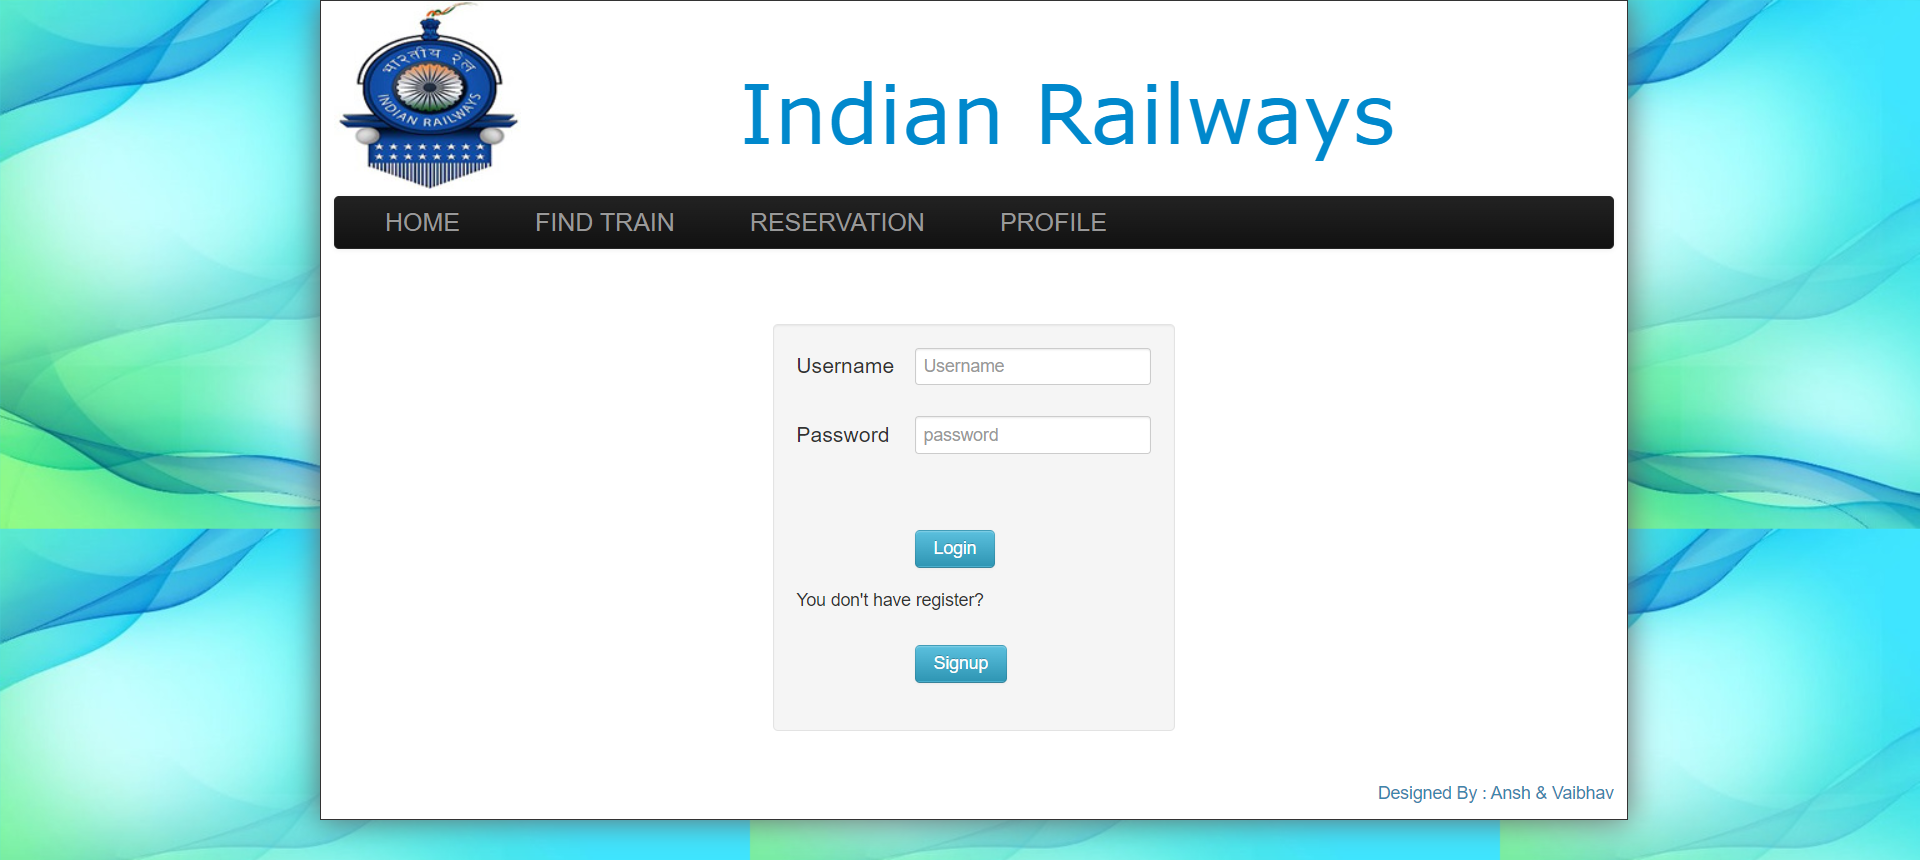 भारतीय रेल
INDIAN RAILWAYS
Indian Railways
HOME FIND TRAIN RESERVATION PROFILE
Username Username
Password password
Login
You don't have register?
Signup
Designed By : Ansh & Vaibhav